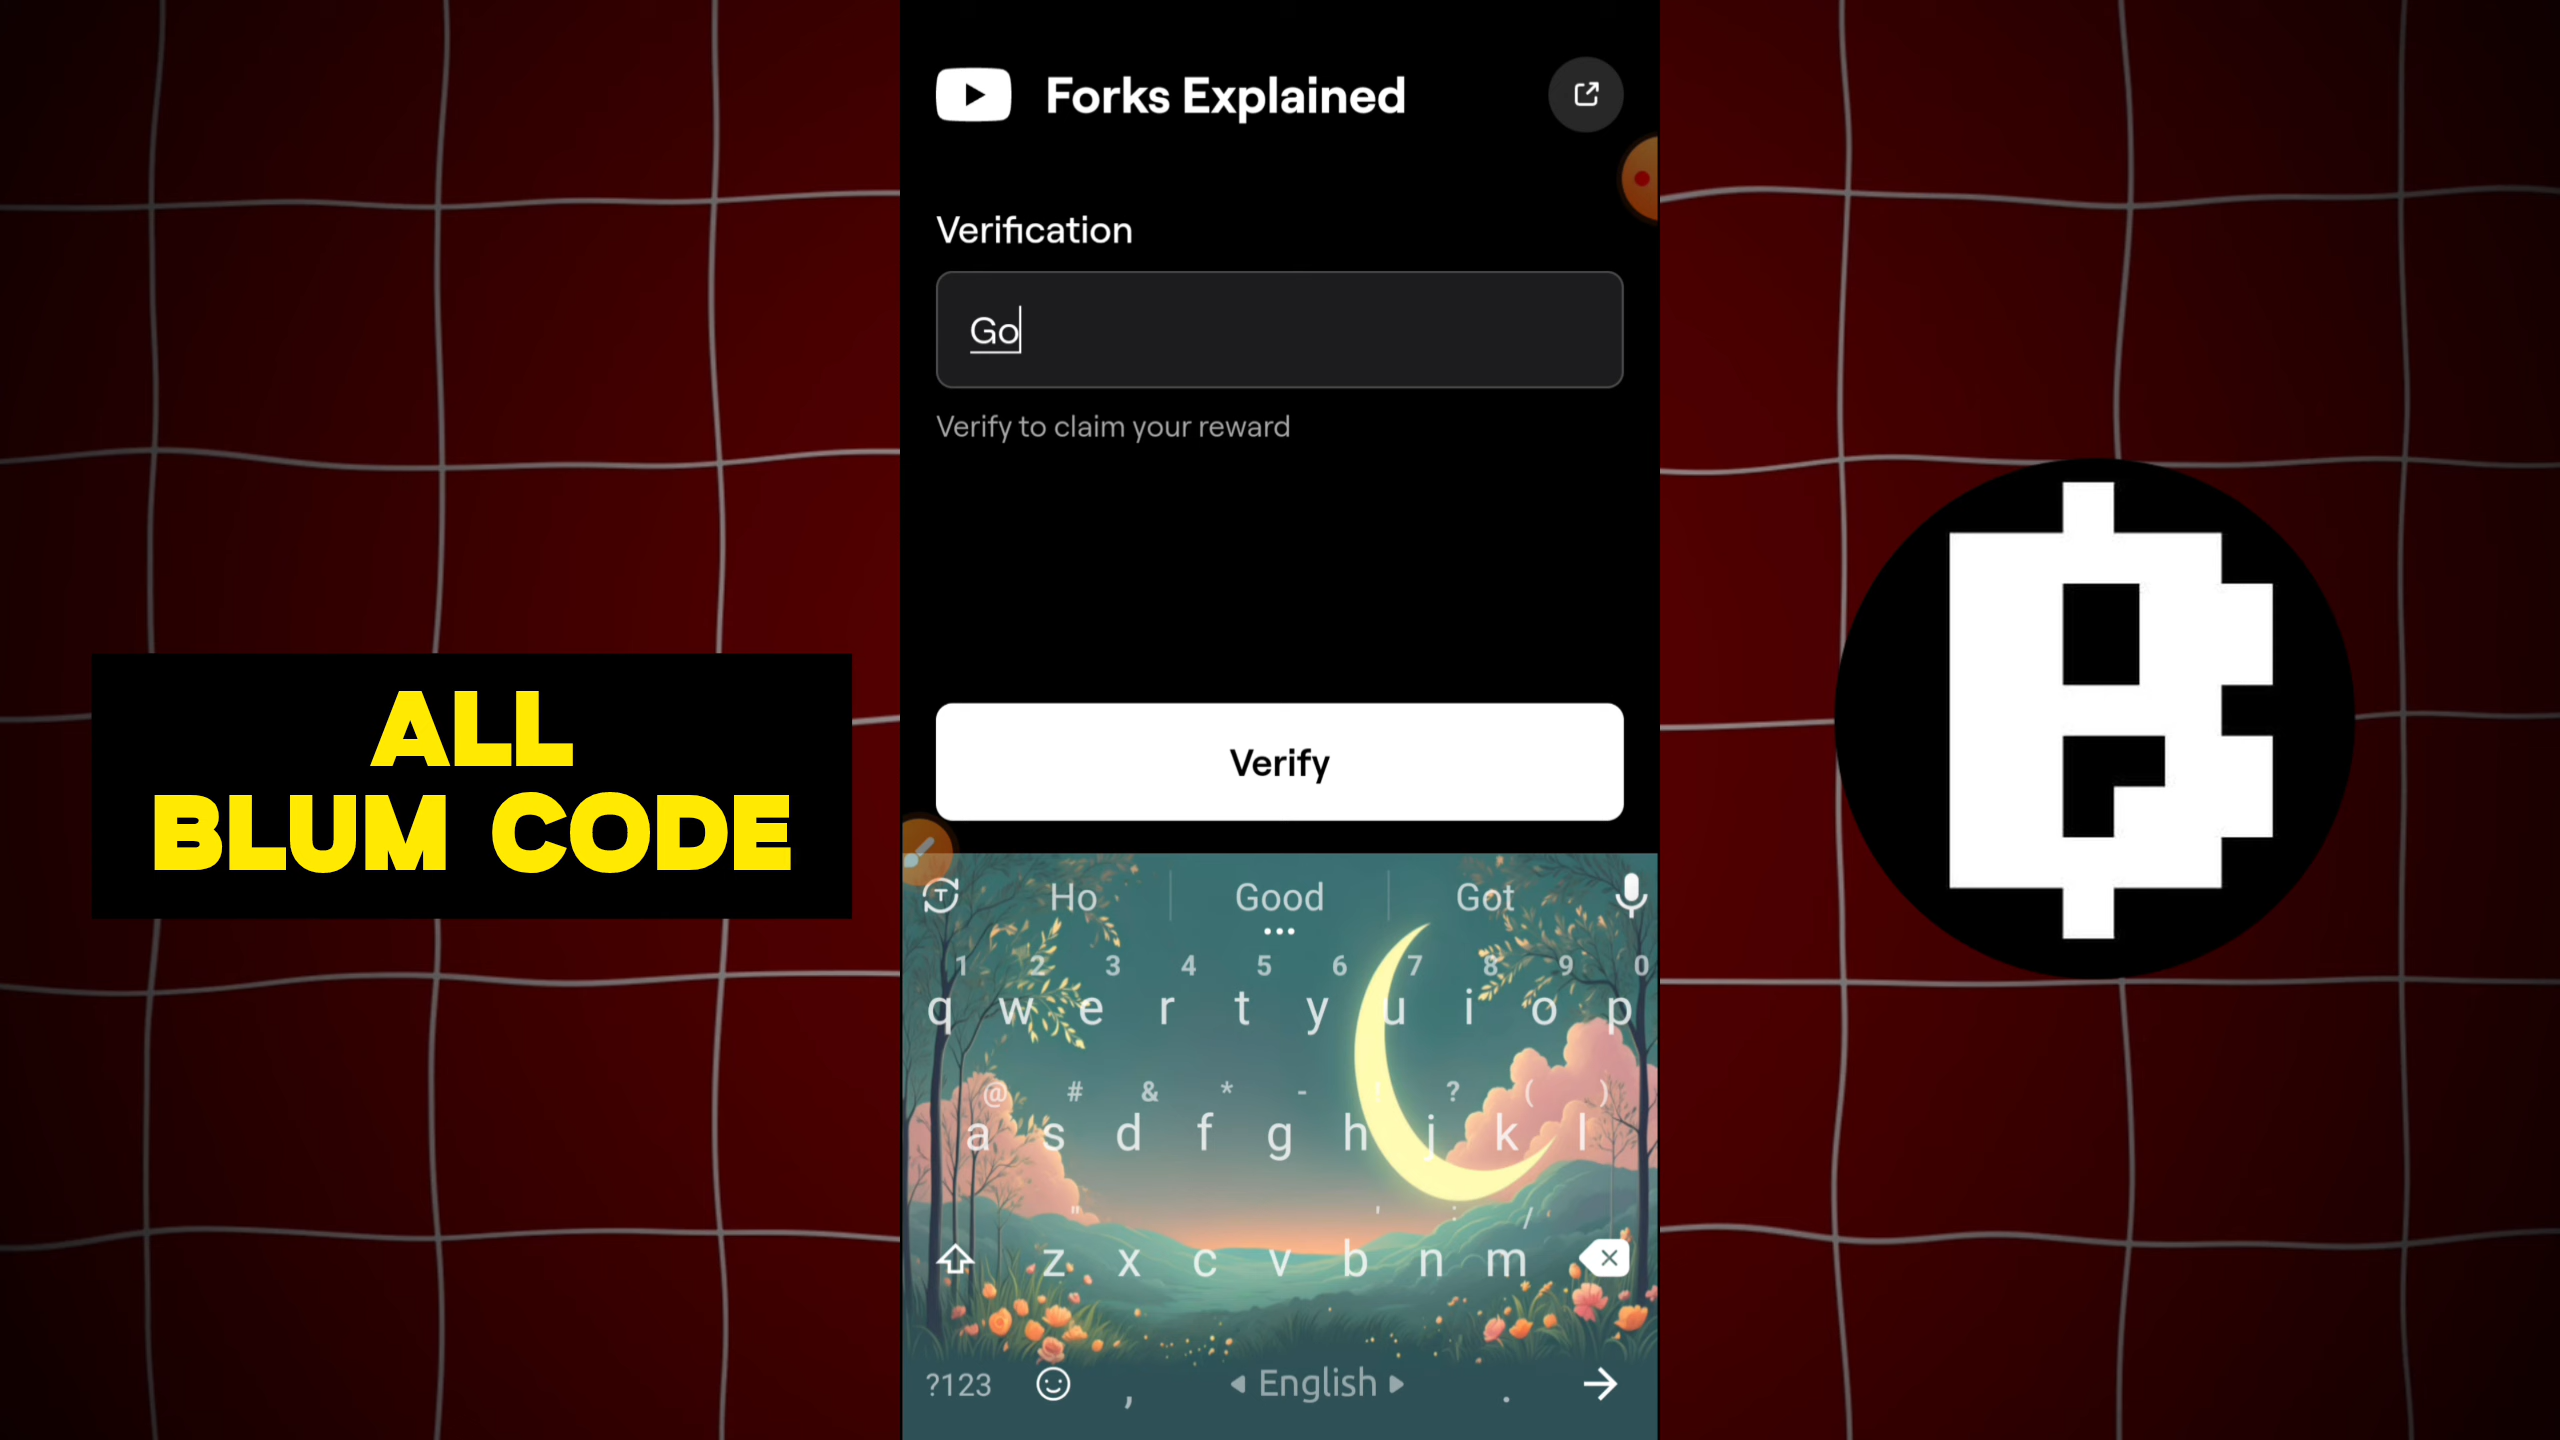 Forks Explained
Verification
Go
Verify to claim your reward
Verify
ALL
BLUM CODE
Ho Good Got
1 2 3 4 5 6 7 8 9 0
q w e r t y u i o p
@ # & * - ! ? ( )
a s d f g h j k l
" ' : /
z x c v b n m
?123 , English .